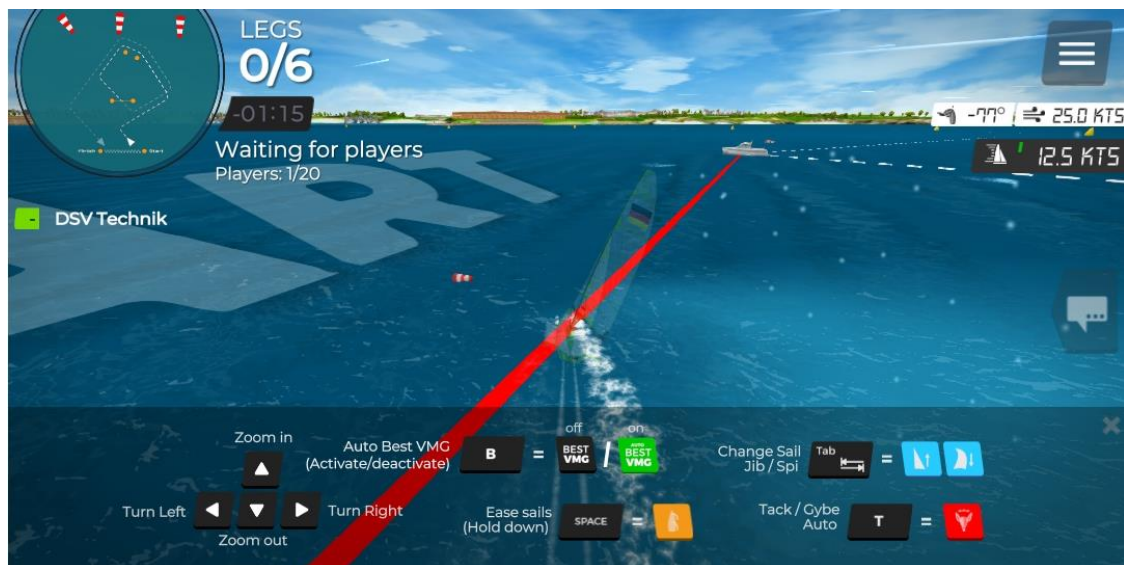 LEGS
0/6
-01:15
Finish
Start
Waiting for players
Players: 1/20
-77°
25.0 KTS
12.5 KTS
DSV Technik
Zoom in
Turn Left
Turn Right
Zoom out
Auto Best VMG
(Activate/deactivate)
B
=
off
BEST
VMG
/
on
AUTO
BEST
VMG
Ease sails
(Hold down)
SPACE
=
Change Sail
Jib / Spi
Tab
=
Tack / Gybe
Auto
T
=